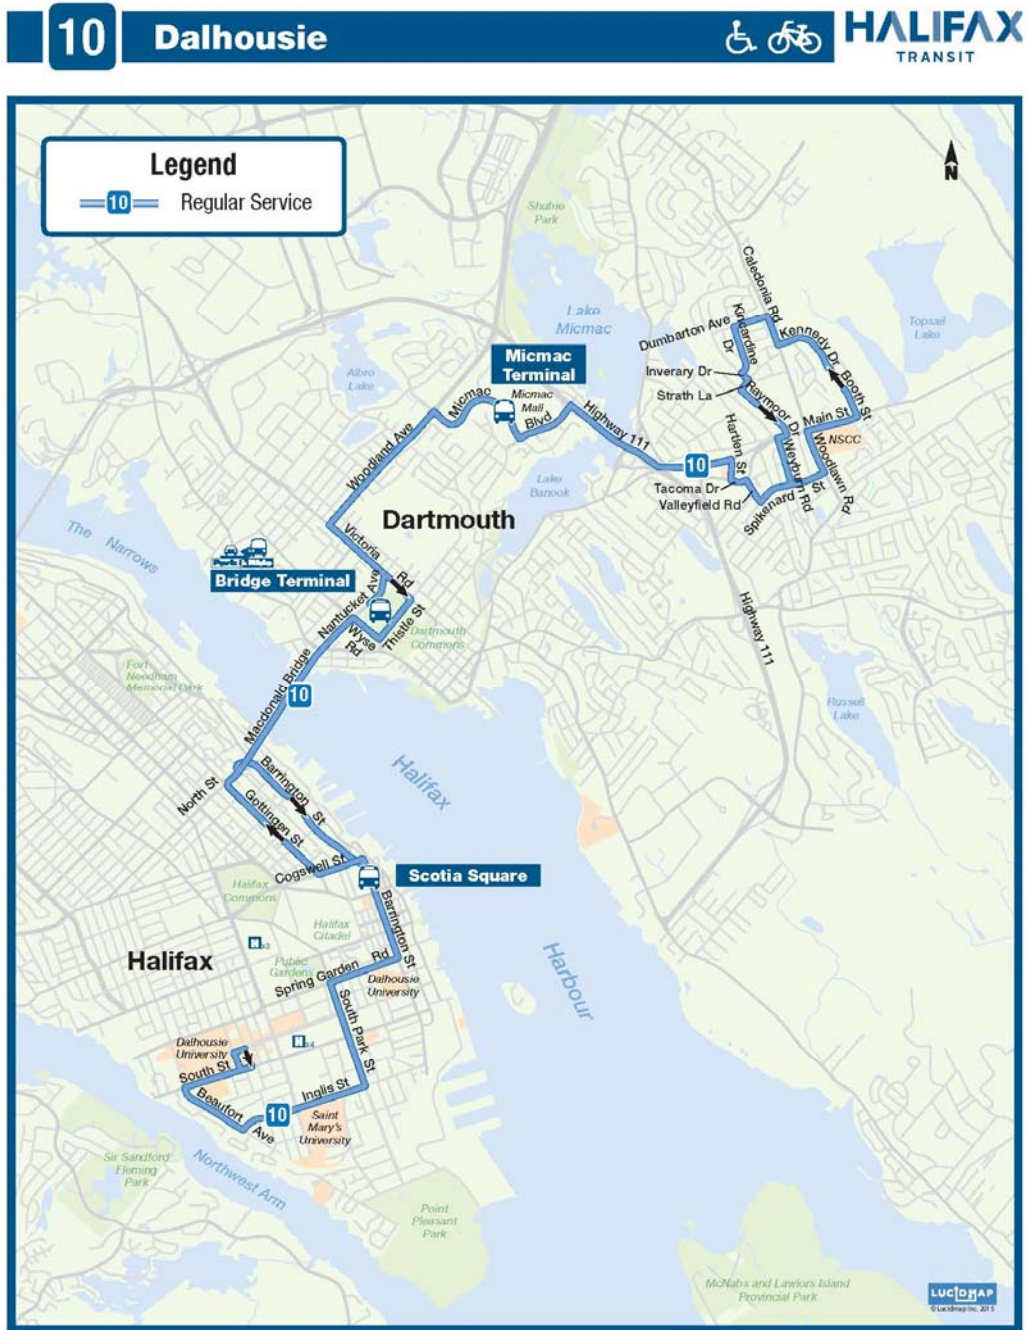 10 Dalhousie
HALIFAX
TRANSIT
Legend
10 Regular Service
N
Shubie
Park
Lake
Micmac
Topsail
Lake
Albro
Lake
Caledonia Rd
Dumbarton Ave
Kincardine
Dr
Kennedy Dr
Booth St
Inverary Dr
Strath La
Raymoor Dr
Main St
NSCC
Micmac
Terminal
Micmac
Mall
Micmac
Blvd
Highway 111
10
Hartlen St
Weyburn Rd
Woodlawn Rd
Tacoma Dr
Valleyfield Rd
Spikenard St
Woodland Ave
Lake
Banook
Dartmouth
The Narrows
Victoria
Rd
Bridge Terminal
Nantucket Ave
Wyse
Rd
Thistle St
Dartmouth
Commons
Highway 111
Fort
Needham
Memorial Park
Macdonald Bridge
10
Russell
Lake
North St
Barrington St
Gottingen St
Cogswell St
Halifax
Harbour
Scotia Square
Halifax
Commons
Halifax
Citadel
Barrington St
H x3
Halifax
Public
Gardens
Spring Garden Rd
Dalhousie
University
South Park St
H x4
Dalhousie
University
South St
Beaufort
Ave
10
Inglis St
Saint
Mary's
University
Sir Sandford
Fleming
Park
Northwest Arm
Point
Pleasant
Park
McNabs and Lawlors Island
Provincial Park
LUCIDMAP
© Lucidmap Inc. 2015